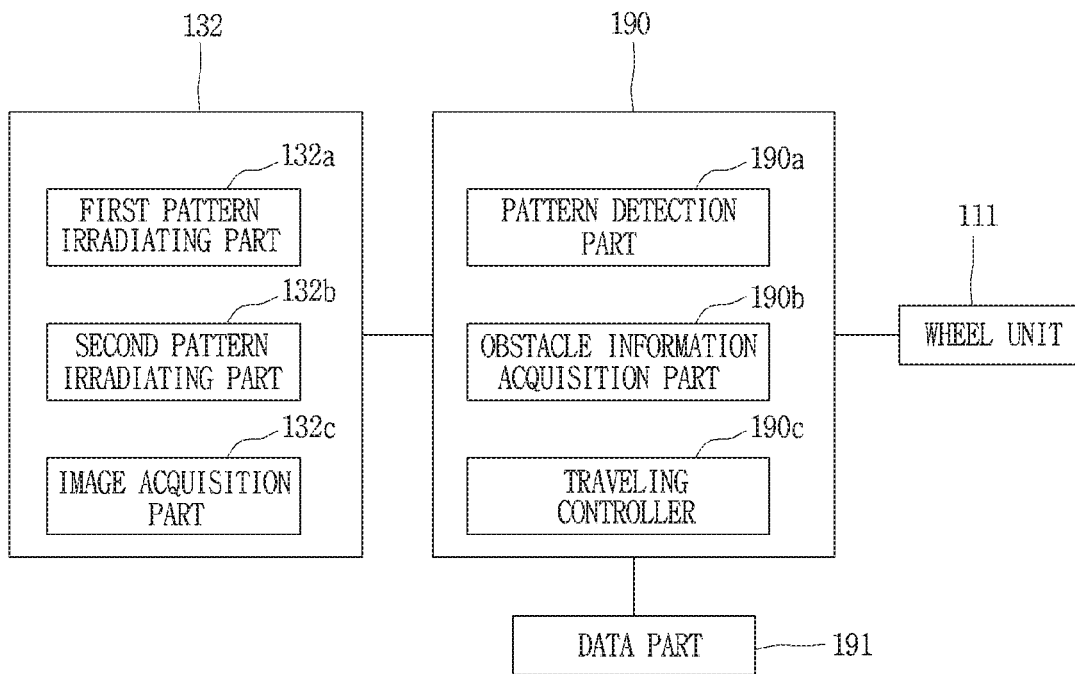 132
190
132a
FIRST PATTERN
IRRADIATING PART
132b
SECOND PATTERN
IRRADIATING PART
132c
IMAGE ACQUISITION
PART
190a
PATTERN DETECTION
PART
190b
OBSTACLE INFORMATION
ACQUISITION PART
190c
TRAVELING
CONTROLLER
111
WHEEL UNIT
DATA PART
191